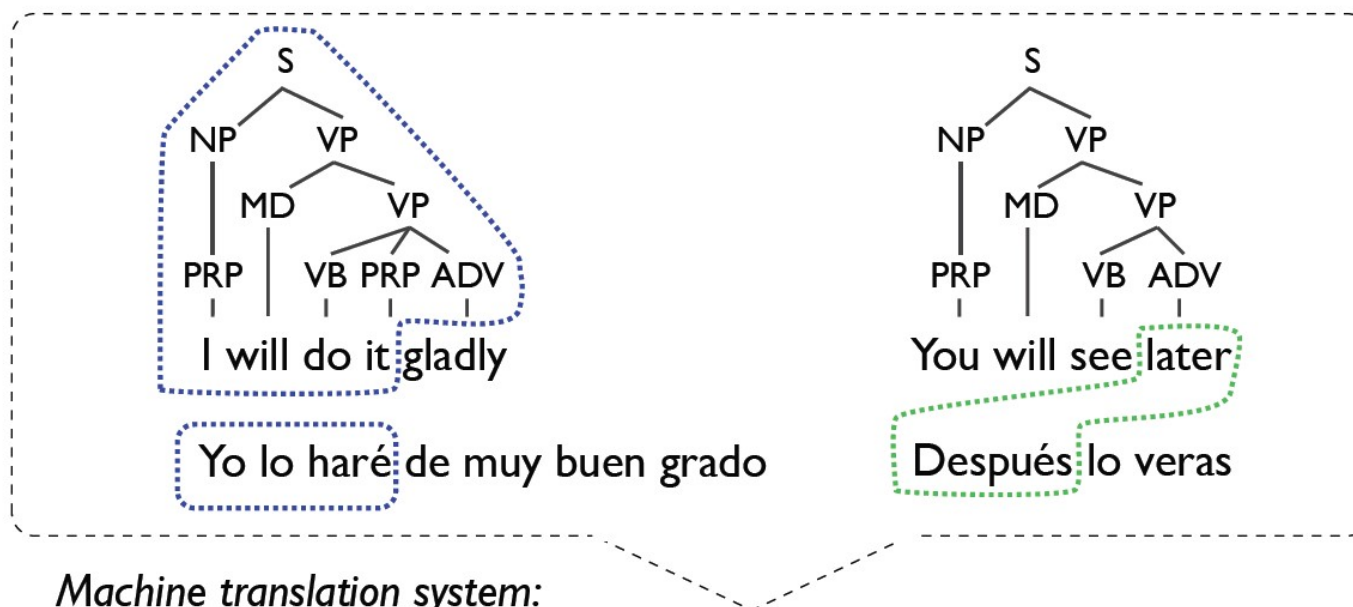 S
NP VP
MD VP
PRP VB PRP ADV
I will do it gladly
Yo lo haré de muy buen grado
S
NP VP
MD VP
PRP VB ADV
You will see later
Después lo veras
Machine translation system: